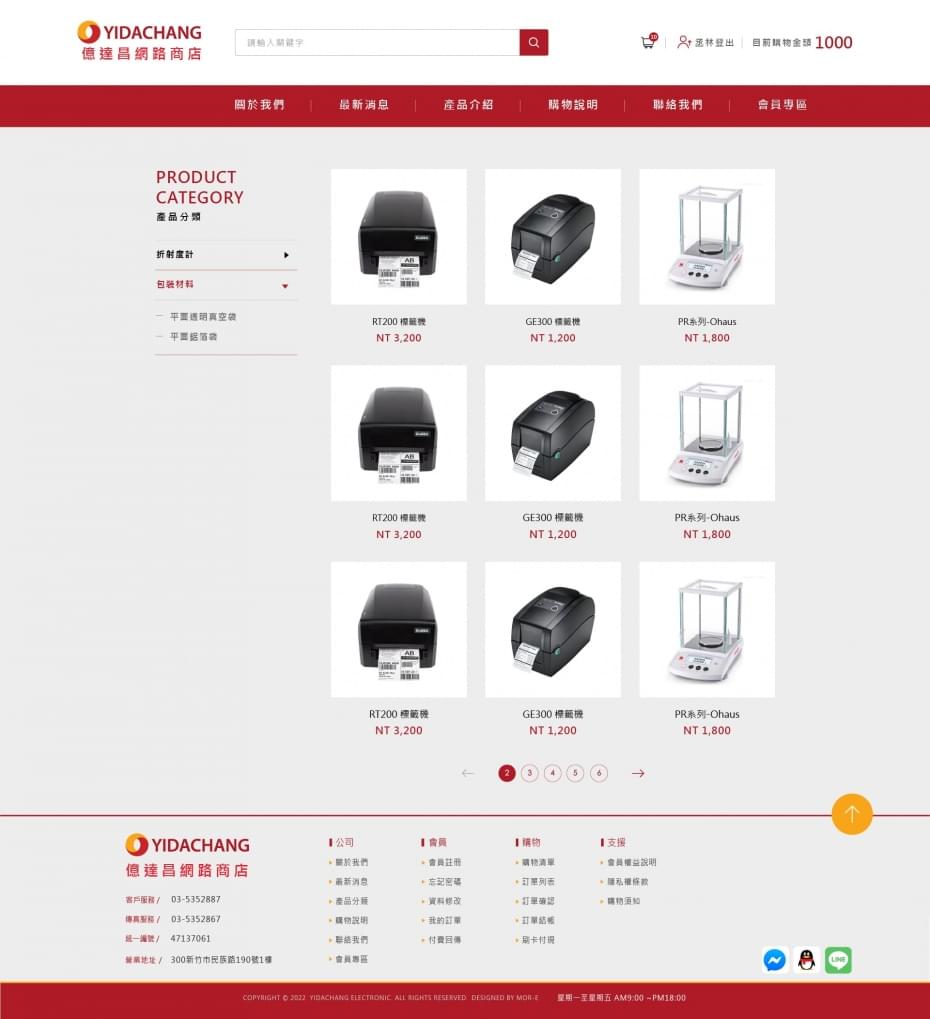 YIDACHANG
億達昌網路商店
請輸入關鍵字
10
丞林登出
目前購物金額 1000
關於我們
最新消息
產品介紹
購物說明
聯絡我們
會員專區
PRODUCT
CATEGORY
產品分類
折射度計
包裝材料
平面透明真空袋
平面鋁箔袋
RT200 標籤機
NT 3,200
GE300 標籤機
NT 1,200
PR系列-Ohaus
NT 1,800
RT200 標籤機
NT 3,200
GE300 標籤機
NT 1,200
PR系列-Ohaus
NT 1,800
RT200 標籤機
NT 3,200
GE300 標籤機
NT 1,200
PR系列-Ohaus
NT 1,800
2 3 4 5 6
YIDACHANG
億達昌網路商店
客戶服務 / 03-5352887
傳真服務 / 03-5352867
統一編號 / 47137061
營業地址 / 300新竹市民族路190號1樓
公司
關於我們
最新消息
產品分類
購物說明
聯絡我們
會員專區
會員
會員註冊
忘記密碼
資料修改
我的訂單
付費回傳
購物
購物清單
訂單列表
訂單確認
訂單結帳
刷卡付現
支援
會員權益說明
隱私權條款
購物須知
LINE
COPYRIGHT © 2022 YIDACHANG ELECTRONIC. ALL RIGHTS RESERVED. DESIGNED BY MOR-E 星期一至星期五 AM9:00 ~PM18:00